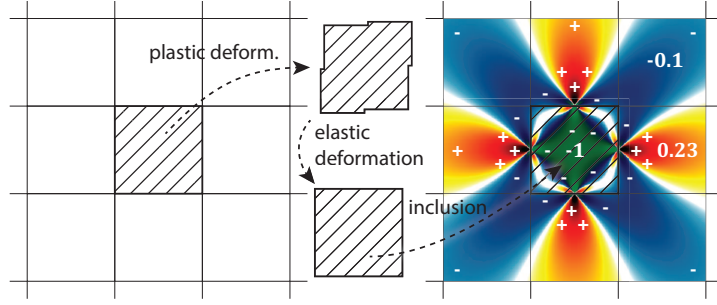 plastic deform.
elastic
deformation
inclusion
-0.1
0.23
-1